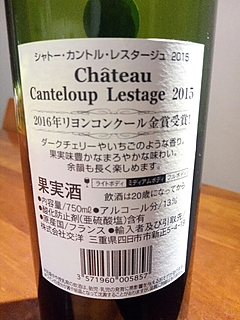 シャトー・カントル・レスタージュ 2015
Château
Canteloup Lestage 2015
2016年リヨンコンクール金賞受賞!
ダークチェリーやいちごのような香り。
果実味豊かなまろやかな味わい。
余韻も長く楽しめます。
果実酒
ライトボディ ミディアムボディ フルボディ
飲酒は20歳になってから
●内容量/750ml●アルコール分/13%
●酸化防止剤(亜硫酸塩)含有
●原産国/フランス ●輸入者及び引取先/
株式会社交洋 三重県四日市市新正5-4-13
3 571960 005857